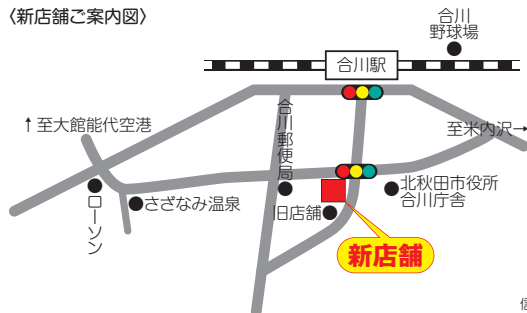 〈新店舗ご案内図〉
合川
野球場
合川駅
↑至大館能代空港
合川郵便局
至米内沢→
ローソン
さざなみ温泉
旧店舗
北秋田市役所
合川庁舎
新店舗
信